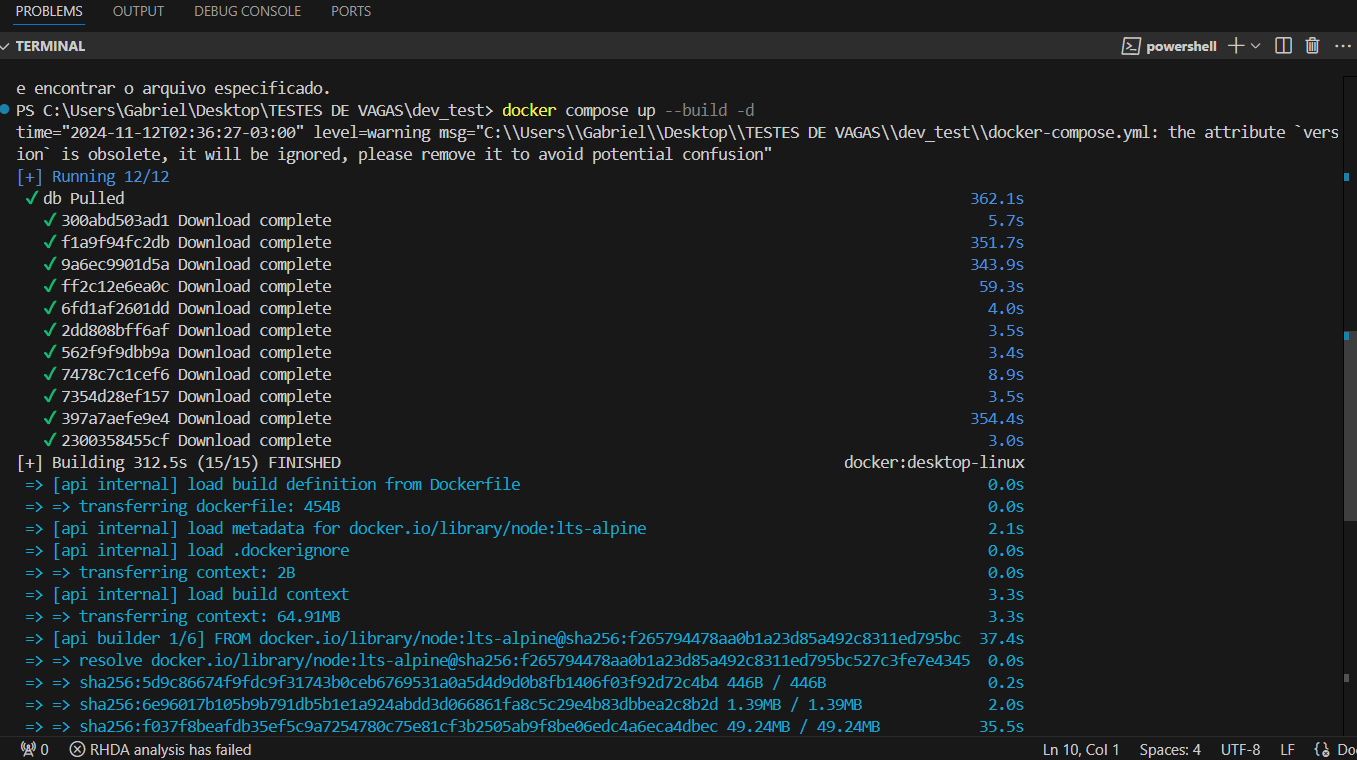 PROBLEMS OUTPUT DEBUG CONSOLE PORTS
TERMINAL powershell
e encontrar o arquivo especificado.
PS C:\Users\Gabriel\Desktop\TESTES DE VAGAS\dev_test> docker compose up --build -d
time="2024-11-12T02:36:27-03:00" level=warning msg="C:\\Users\\Gabriel\\Desktop\\TESTES DE VAGAS\\dev_test\\docker-compose.yml: the attribute `vers
ion` is obsolete, it will be ignored, please remove it to avoid potential confusion"
[+] Running 12/12
✓ db Pulled 362.1s
✓ 300abd503ad1 Download complete 5.7s
✓ f1a9f94fc2db Download complete 351.7s
✓ 9a6ec9901d5a Download complete 343.9s
✓ ff2c12e6ea0c Download complete 59.3s
✓ 6fd1af2601dd Download complete 4.0s
✓ 2dd808bff6af Download complete 3.5s
✓ 562f9f9dbb9a Download complete 3.4s
✓ 7478c7c1cef6 Download complete 8.9s
✓ 7354d28ef157 Download complete 3.5s
✓ 397a7aefe9e4 Download complete 354.4s
✓ 2300358455cf Download complete 3.0s
[+] Building 312.5s (15/15) FINISHED docker:desktop-linux
=> [api internal] load build definition from Dockerfile 0.0s
=> => transferring dockerfile: 454B 0.0s
=> [api internal] load metadata for docker.io/library/node:lts-alpine 2.1s
=> [api internal] load .dockerignore 0.0s
=> => transferring context: 2B 0.0s
=> [api internal] load build context 3.3s
=> => transferring context: 64.91MB 3.3s
=> [api builder 1/6] FROM docker.io/library/node:lts-alpine@sha256:f265794478aa0b1a23d85a492c8311ed795bc 37.4s
=> => resolve docker.io/library/node:lts-alpine@sha256:f265794478aa0b1a23d85a492c8311ed795bc527c3fe7e4345 0.0s
=> => sha256:5d9c86674f9fdc9f31743b0ceb6769531a0a5d4d9d0b8fb1406f03f92d72c4b4 446B / 446B 0.2s
=> => sha256:6e96017b105b9b791db5b1e1a924abdd3d066861fa8c5c29e4b83dbbea2c8b2d 1.39MB / 1.39MB 2.0s
=> => sha256:f037f8beafdb35ef5c9a7254780c75e81cf3b2505ab9f8be06edc4a6eca4dbec 49.24MB / 49.24MB 35.5s
0 RHDA analysis has failed Ln 10, Col 1 Spaces: 4 UTF-8 LF Do